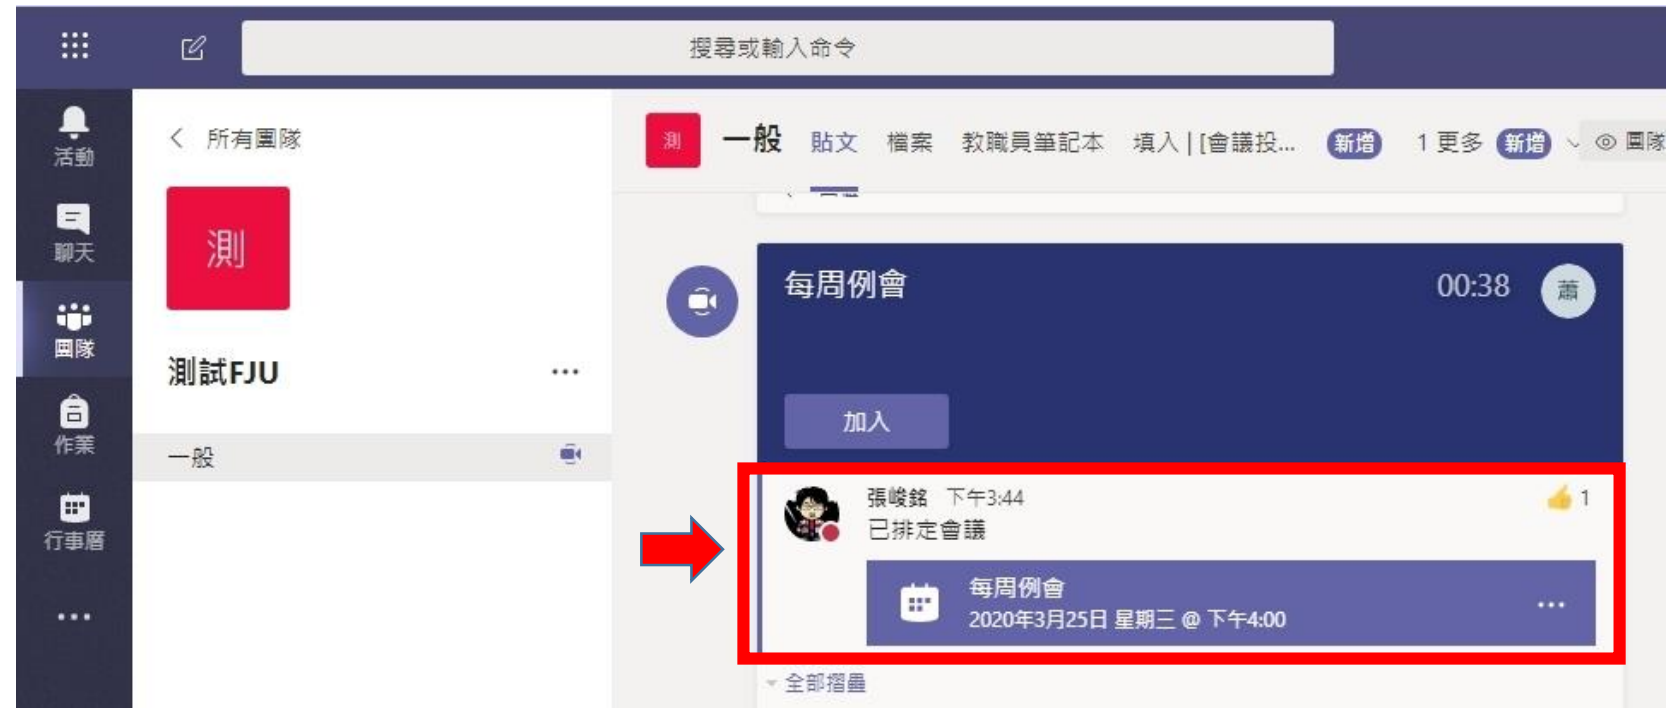 搜尋或輸入命令
活動
聊天
團隊
作業
行事曆
所有團隊
測
測試FJU
一般
測 一般 貼文 檔案 教職員筆記本 填入 | [會議投... 新增 1 更多 新增 團隊
每周例會 00:38 蕭
加入
張峻銘 下午3:44 1
已排定會議
每周例會
2020年3月25日 星期三 @ 下午4:00
全部摺疊